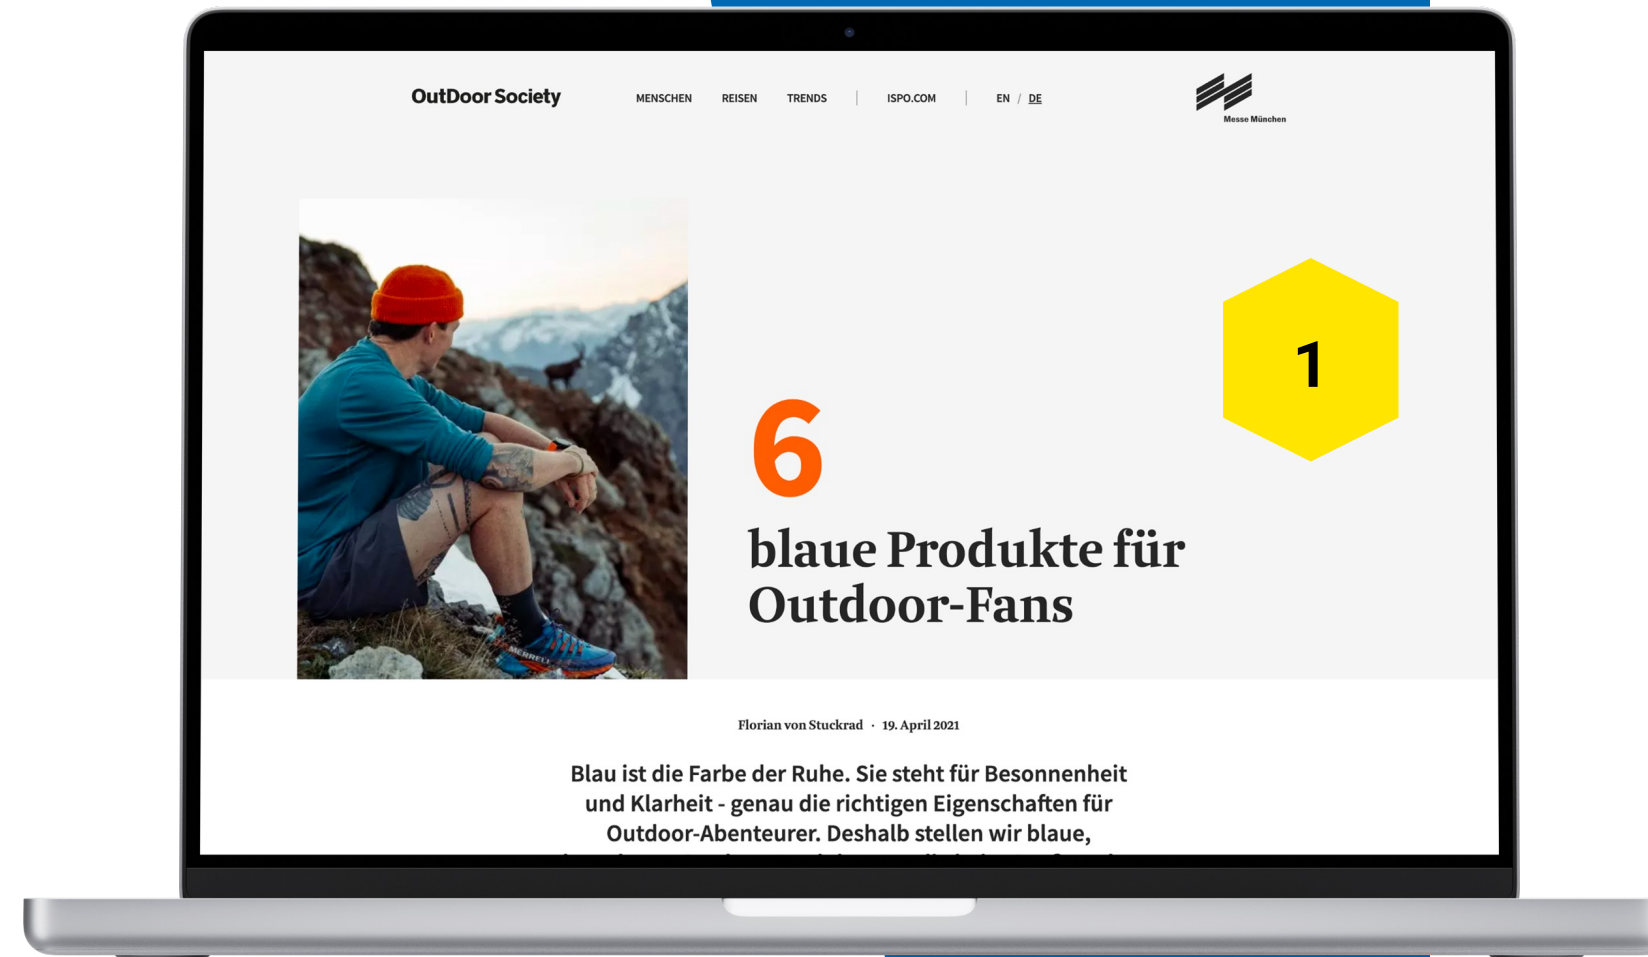 OutDoor Society
MENSCHEN REISEN TRENDS | ISPO.COM | EN / DE
Messe München
1
6
blaue Produkte für
Outdoor-Fans
MERRELL
Florian von Stuckrad · 19. April 2021
Blau ist die Farbe der Ruhe. Sie steht für Besonnenheit
und Klarheit - genau die richtigen Eigenschaften für
Outdoor-Abenteurer. Deshalb stellen wir blaue,